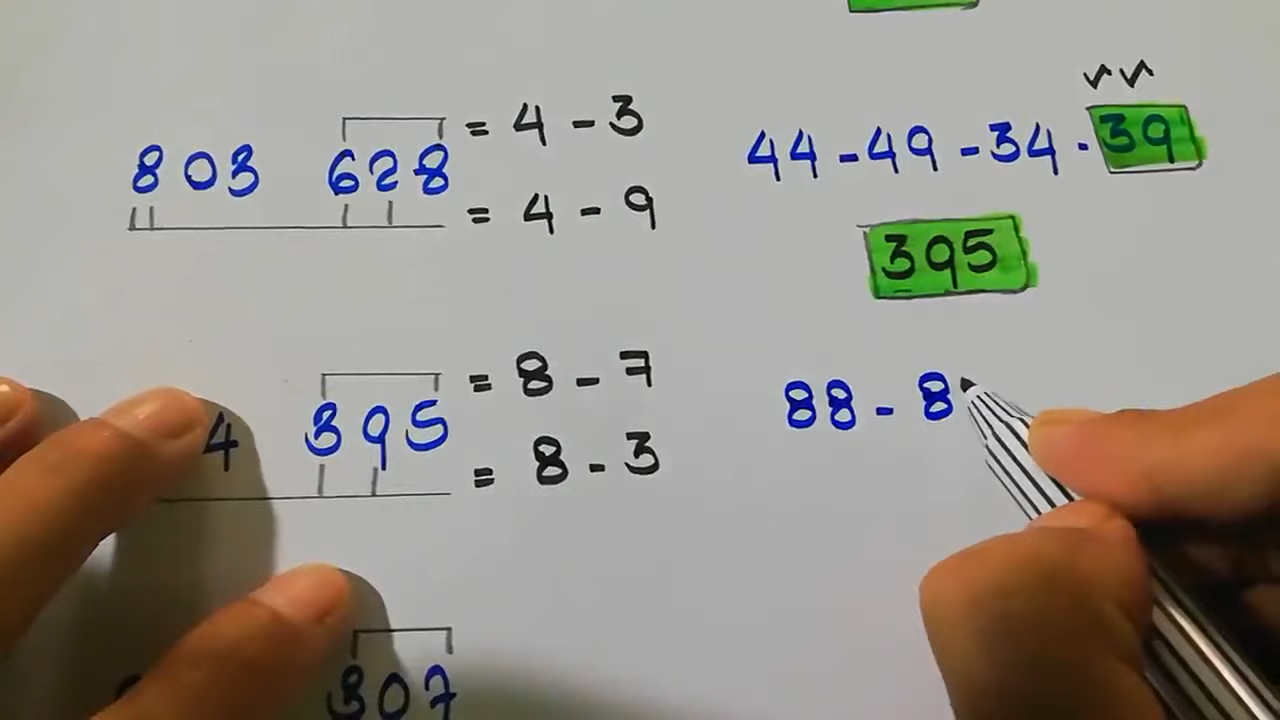 = 4 - 3
803 628
= 4 - 9
44 - 49 - 34 - 39
395
= 8 - 7
4 395
= 8 - 3
88 - 8
307